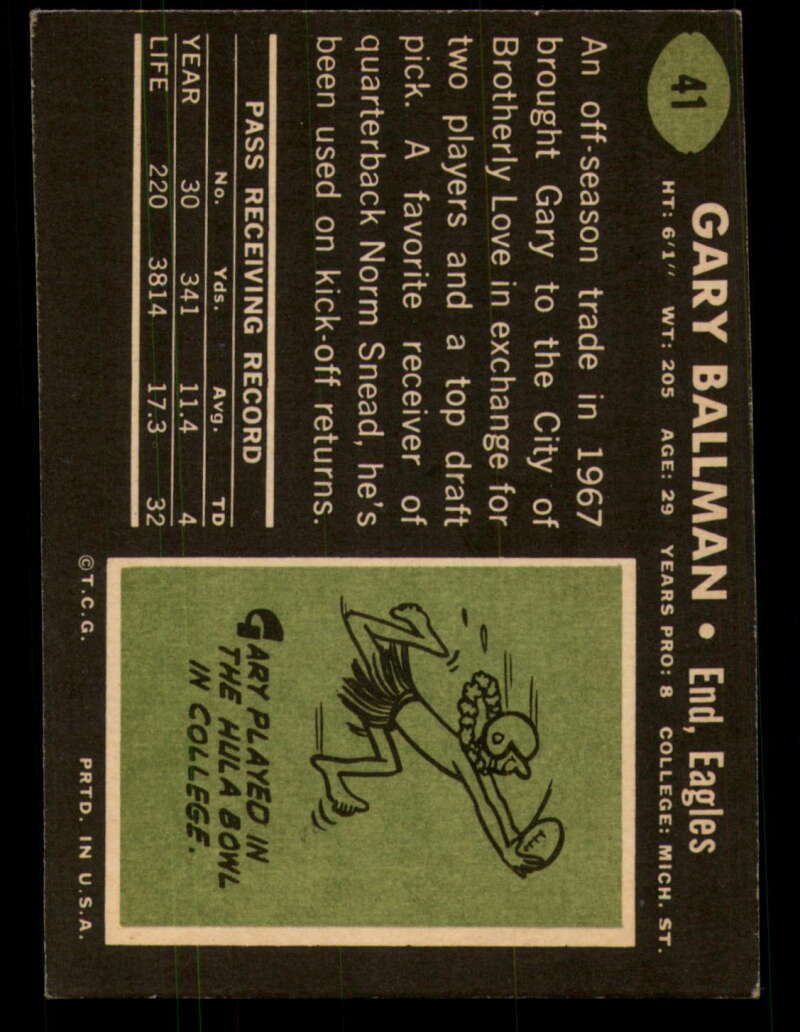 41
GARY BALLMAN • End, Eagles
HT: 6'1" WT: 205 AGE: 29 YEARS PRO: 8 COLLEGE: MICH. ST.
An off-season trade in 1967
brought Gary to the City of
Brotherly Love in exchange for
two players and a top draft
pick. A favorite receiver of
quarterback Norm Snead, he's
been used on kick-off returns.
PASS RECEIVING RECORD
No. Yds. Avg. TD
YEAR 30 341 11.4 4
LIFE 220 3814 17.3 32
GARY PLAYED IN
THE HULA BOWL
IN COLLEGE.
©T.C.G. PRTD. IN U.S.A.